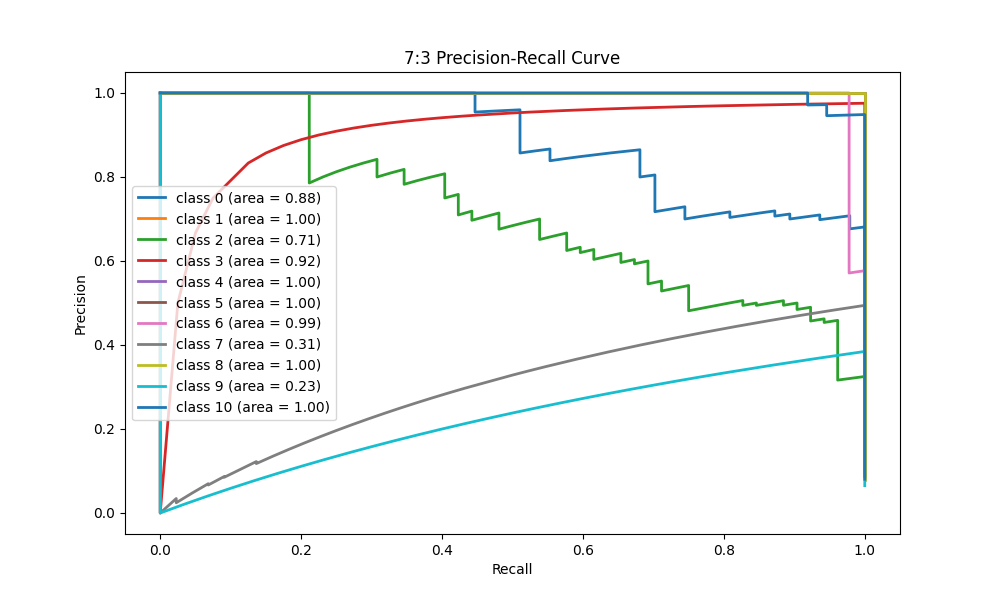 7:3 Precision-Recall Curve
Precision
1.0
0.8
0.6
0.4
0.2
0.0
class 0 (area = 0.88)
class 1 (area = 1.00)
class 2 (area = 0.71)
class 3 (area = 0.92)
class 4 (area = 1.00)
class 5 (area = 1.00)
class 6 (area = 0.99)
class 7 (area = 0.31)
class 8 (area = 1.00)
class 9 (area = 0.23)
class 10 (area = 1.00)
0.0 0.2 0.4 0.6 0.8 1.0
Recall